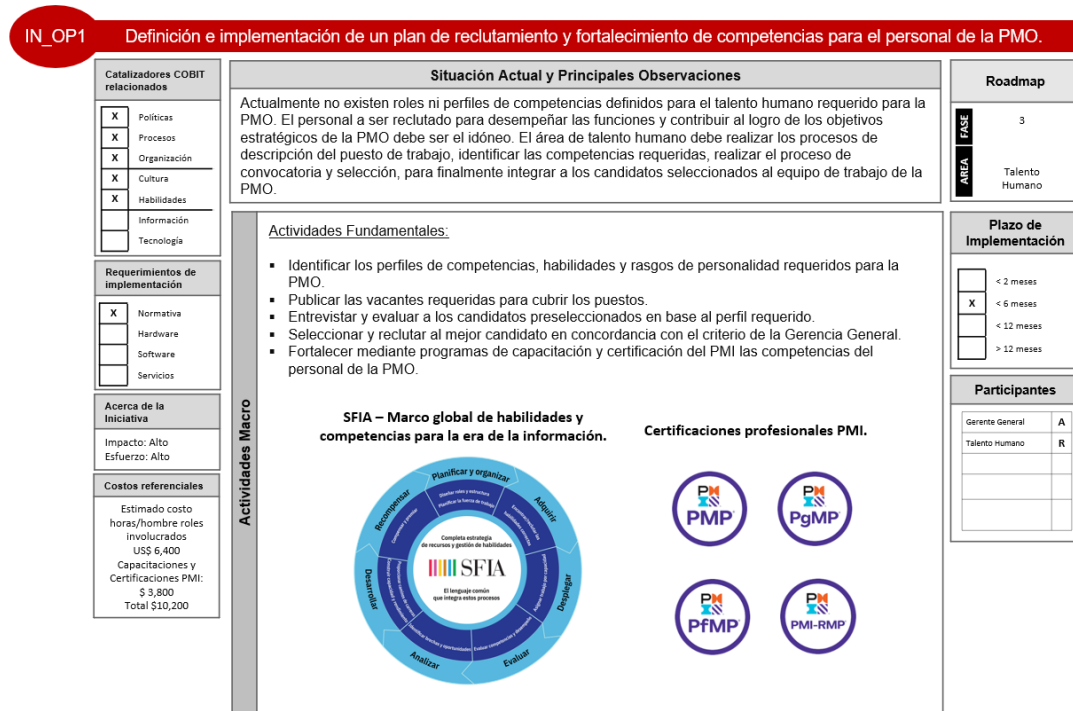 IN_OP1
Definición e implementación de un plan de reclutamiento y fortalecimiento de competencias para el personal de la PMO.
Catalizadores COBIT
relacionados
X Políticas
X Procesos
X Organización
X Cultura
X Habilidades
Información
Tecnología
Requerimientos de
implementación
X Normativa
Hardware
Software
Servicios
Acerca de la
Iniciativa
Impacto: Alto
Esfuerzo: Alto
Costos referenciales
Estimado costo
horas/hombre roles
involucrados
US$ 6,400
Capacitaciones y
Certificaciones PMI:
$ 3,800
Total $10,200
Situación Actual y Principales Observaciones
Actualmente no existen roles ni perfiles de competencias definidos para el talento humano requerido para la
PMO. El personal a ser reclutado para desempeñar las funciones y contribuir al logro de los objetivos
estratégicos de la PMO debe ser el idóneo. El área de talento humano debe realizar los procesos de
descripción del puesto de trabajo, identificar las competencias requeridas, realizar el proceso de
convocatoria y selección, para finalmente integrar a los candidatos seleccionados al equipo de trabajo de la
PMO.
Actividades Macro
Actividades Fundamentales:
▪ Identificar los perfiles de competencias, habilidades y rasgos de personalidad requeridos para la
PMO.
▪ Publicar las vacantes requeridas para cubrir los puestos.
▪ Entrevistar y evaluar a los candidatos preseleccionados en base al perfil requerido.
▪ Seleccionar y reclutar al mejor candidato en concordancia con el criterio de la Gerencia General.
▪ Fortalecer mediante programas de capacitación y certificación del PMI las competencias del
personal de la PMO.
SFIA – Marco global de habilidades y
competencias para la era de la información.
Planificar y organizar
Adquirir
Desplegar
Evaluar
Analizar
Desarrollar
Recompensar
Diseñar roles y estructura
Planificar la fuerza de trabajo
Evaluar competencias y desempeño
Identificar brechas y oportunidades
Completa estrategia
de recursos y gestión de habilidades
SFIA
El lenguaje común
que integra estos procesos
Certificaciones profesionales PMI.
PMP
PgMP
PfMP
PMI-RMP
Roadmap
FASE
3
AREA
Talento
Humano
Plazo de
Implementación
< 2 meses
X < 6 meses
< 12 meses
> 12 meses
Participantes
Gerente General A
Talento Humano R